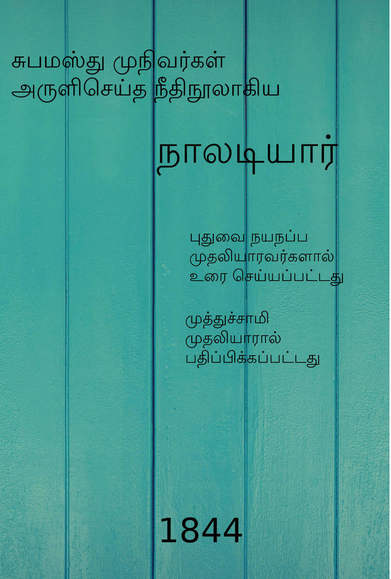 சுபமஸ்து முநிவர்கள்
அருளிசெய்த நீதிநூலாகிய
நாலடியார்
புதுவை நயநப்ப
முதலியாரவர்களால்
உரை செய்யப்பட்டது
முத்துச்சாமி
முதலியாரால்
பதிப்பிக்கப்பட்டது
1844